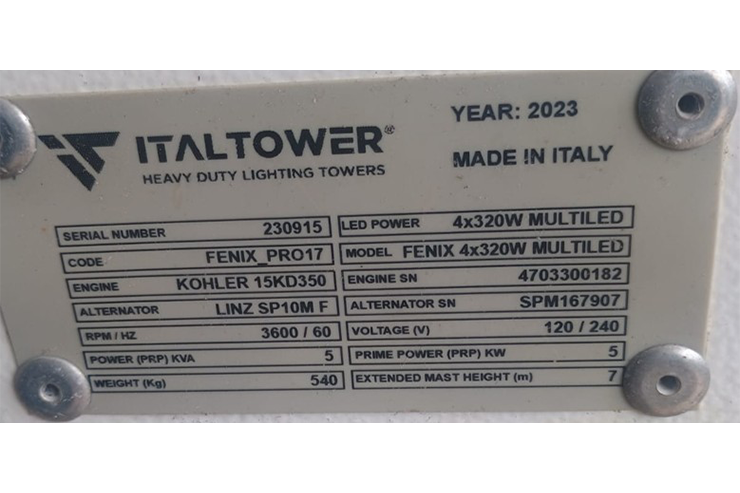 YEAR: 2023
ITALTOWER®
HEAVY DUTY LIGHTING TOWERS
MADE IN ITALY
SERIAL NUMBER 230915 LED POWER 4x320W MULTILED
CODE FENIX_PRO17 MODEL FENIX 4x320W MULTILED
ENGINE KOHLER 15KD350 ENGINE SN 4703300182
ALTERNATOR LINZ SP10M F ALTERNATOR SN SPM167907
RPM / HZ 3600 / 60 VOLTAGE (V) 120 / 240
POWER (PRP) KVA 5 PRIME POWER (PRP) KW 5
WEIGHT (Kg) 540 EXTENDED MAST HEIGHT (m) 7